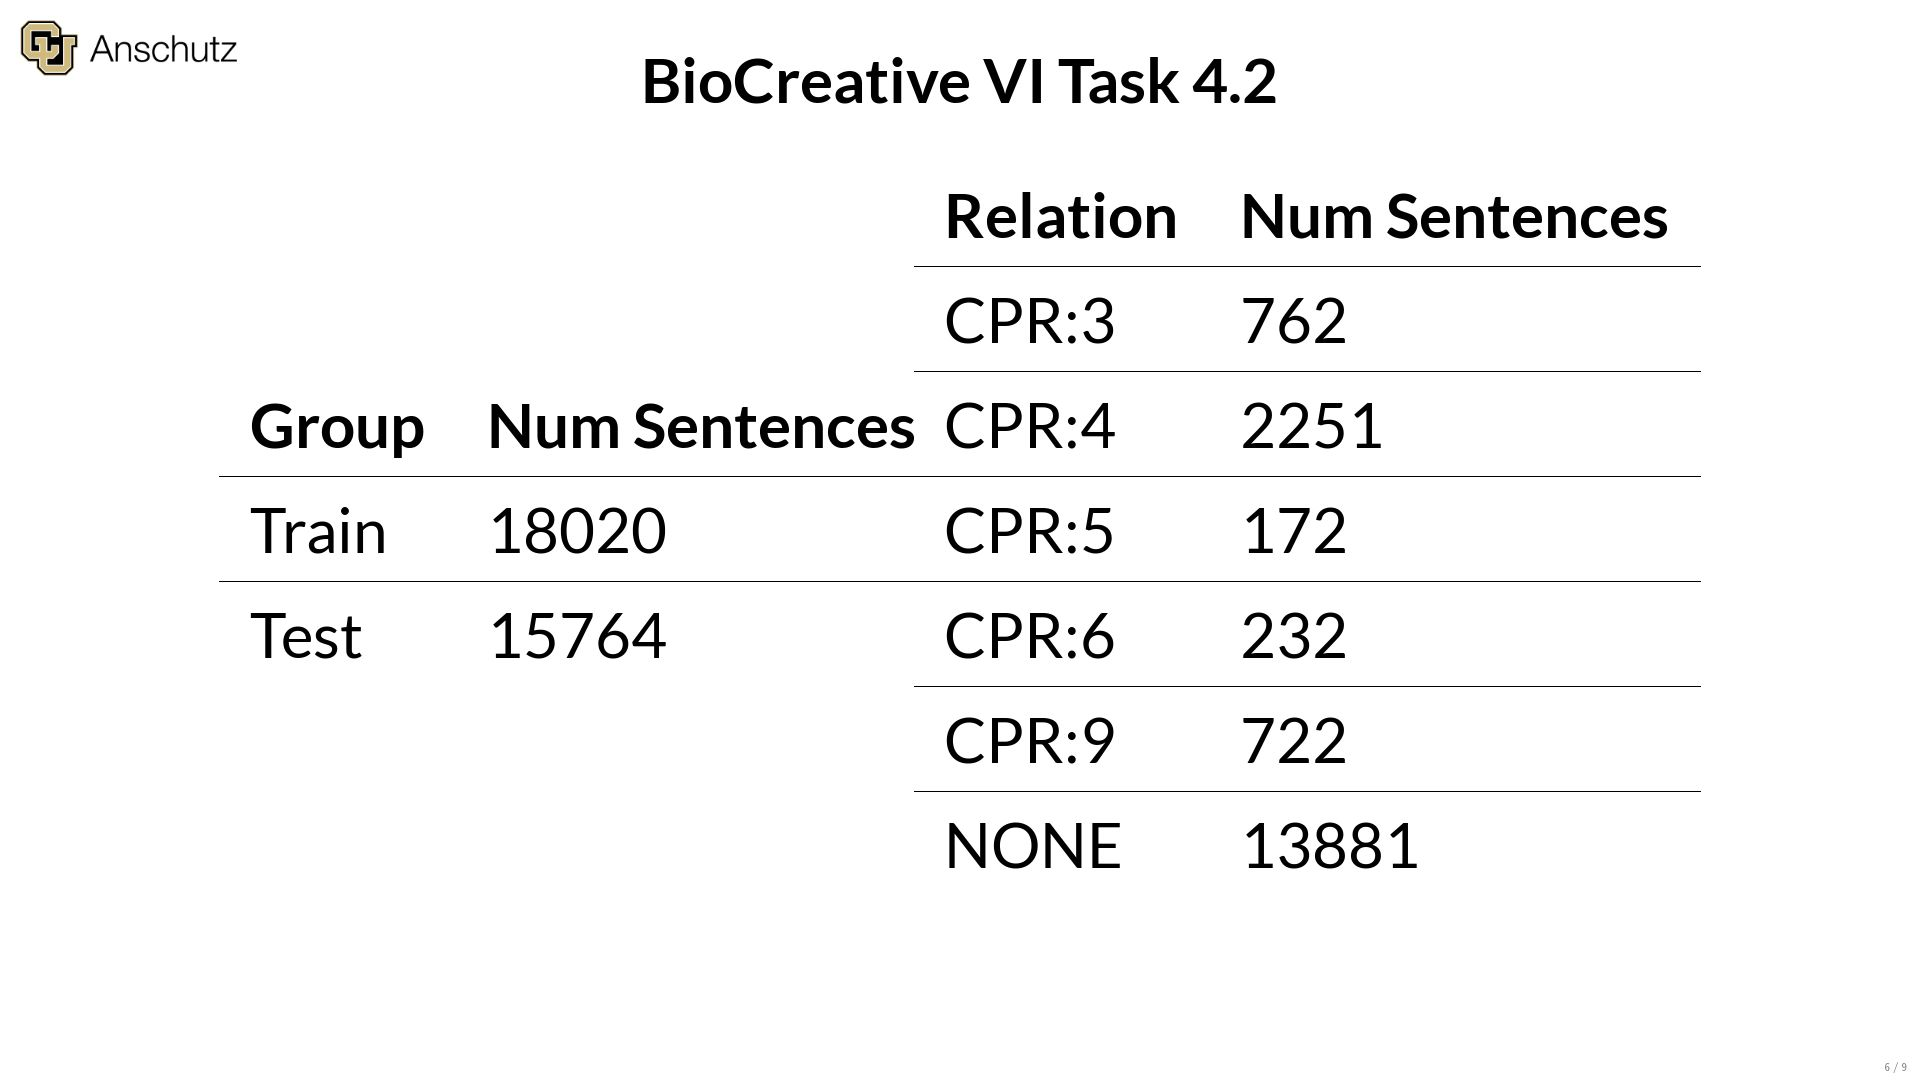 Anschutz
BioCreative VI Task 4.2
Group Num Sentences
Train 18020
Test 15764
Relation Num Sentences
CPR:3 762
CPR:4 2251
CPR:5 172
CPR:6 232
CPR:9 722
NONE 13881
6 / 9